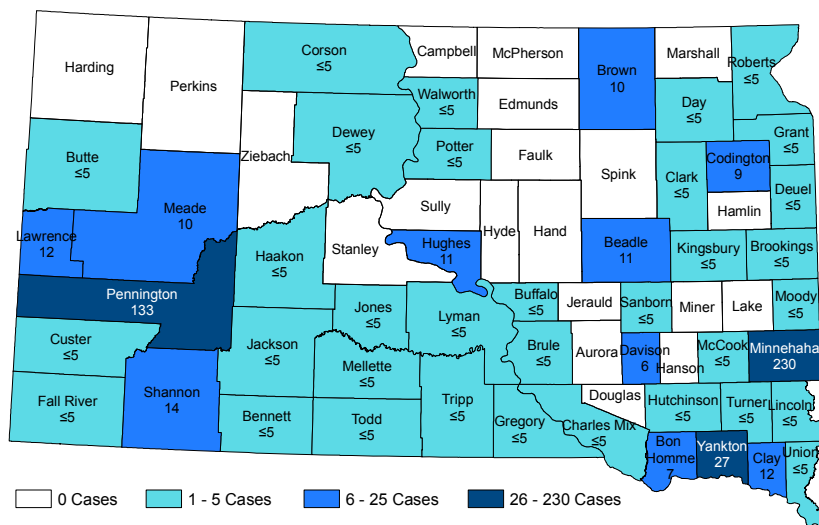 Harding
Perkins
Corson
≤5
Campbell
McPherson
Brown
10
Marshall
Roberts
≤5
Walworth
≤5
Edmunds
Day
≤5
Butte
≤5
Ziebach
Dewey
≤5
Potter
≤5
Faulk
Spink
Clark
≤5
Codington
9
Grant
≤5
Deuel
≤5
Meade
10
Sully
Hyde
Hand
Hamlin
Lawrence
12
Haakon
≤5
Stanley
Hughes
11
Beadle
11
Kingsbury
≤5
Brookings
≤5
Pennington
133
Jones
≤5
Lyman
≤5
Buffalo
≤5
Jerauld
Sanborn
≤5
Miner
Lake
Moody
≤5
Custer
≤5
Jackson
≤5
Mellette
≤5
Brule
≤5
Aurora
Davison
6
Hanson
McCook
≤5
Minnehaha
230
Fall River
≤5
Shannon
14
Bennett
≤5
Todd
≤5
Tripp
≤5
Gregory
≤5
Charles Mix
≤5
Douglas
Hutchinson
≤5
Turner
≤5
Lincoln
≤5
Bon
Homme
7
Yankton
27
Clay
12
Union
≤5
0 Cases
1 - 5 Cases
6 - 25 Cases
26 - 230 Cases